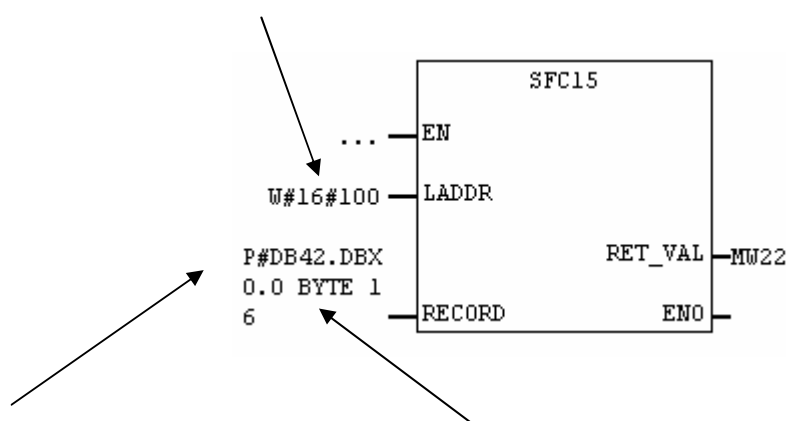 SFC15
... EN
W#16#100 LADDR
P#DB42.DBX RET_VAL MW22
0.0 BYTE 1
6 RECORD ENO